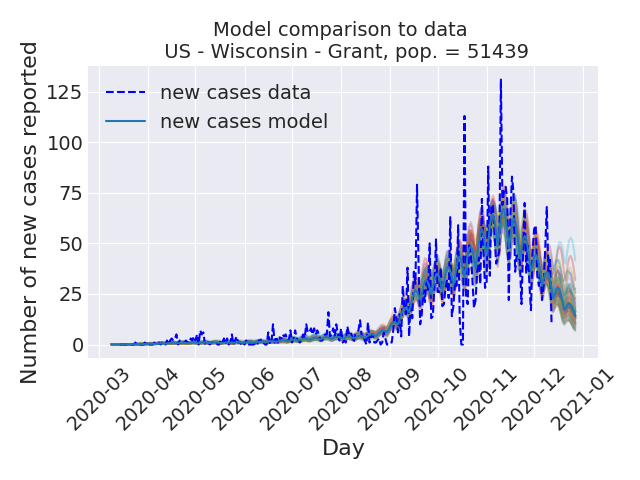 Model comparison to data
US - Wisconsin - Grant, pop. = 51439
Number of new cases reported
125
100
75
50
25
0
new cases data
new cases model
2020-03
2020-04
2020-05
2020-06
2020-07
2020-08
2020-09
2020-10
2020-11
2020-12
2021-01
Day